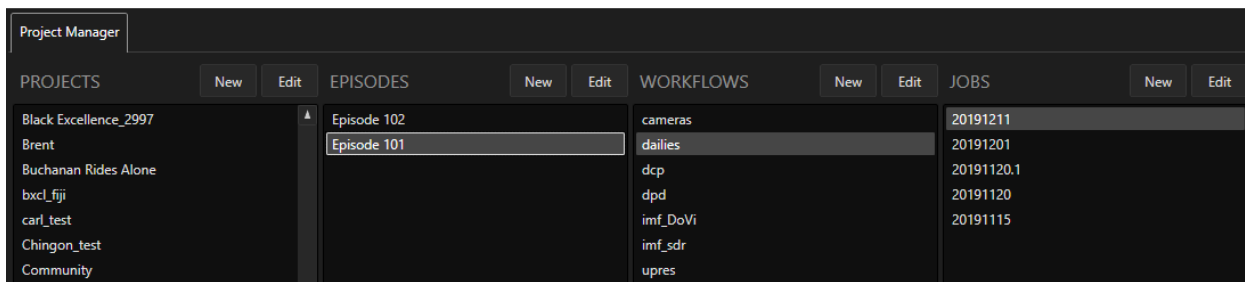 Project Manager
PROJECTS New Edit EPISODES New Edit WORKFLOWS New Edit JOBS New Edit
Black Excellence_2997 Episode 102 cameras 20191211
Brent Episode 101 dailies 20191201
Buchanan Rides Alone dcp 20191120.1
bxcl_fiji dpd 20191120
carl_test imf_DoVi 20191115
Chingon_test imf_sdr
Community upres